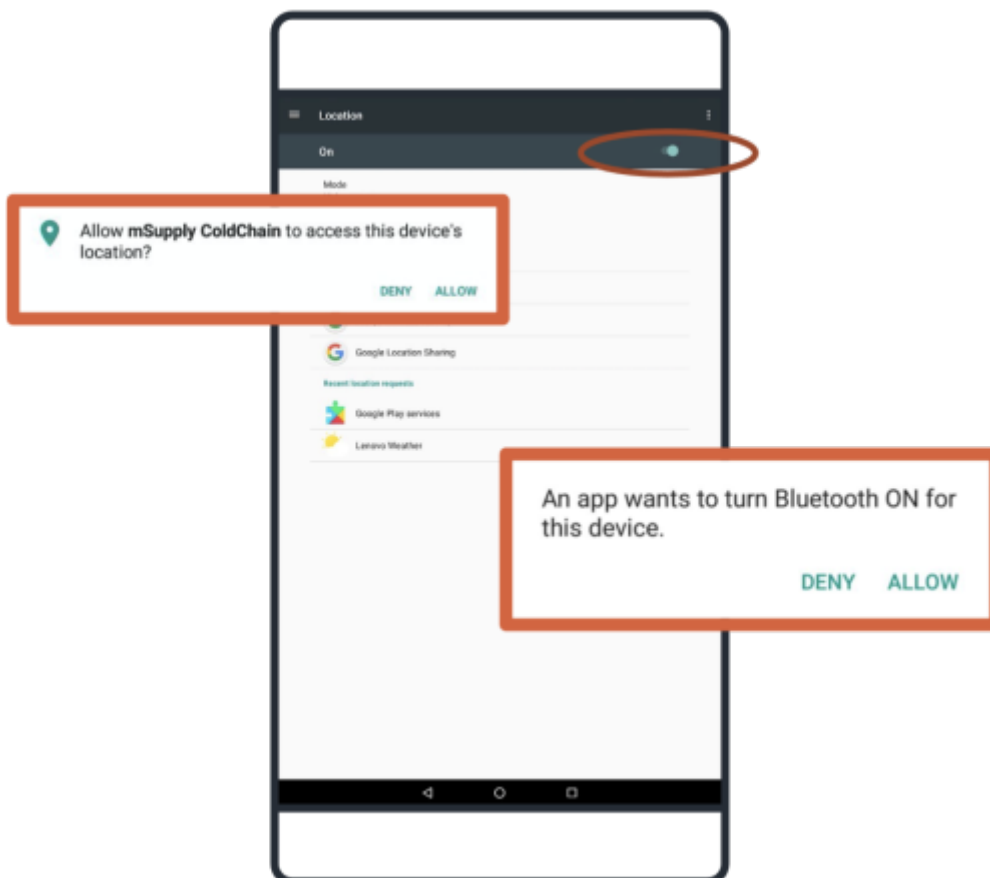 Location
On
Mode
Allow mSupply ColdChain to access this device's
location?
DENY ALLOW
Google Location Sharing
Recent location requests
Google Play services
Lenovo Weather
An app wants to turn Bluetooth ON for
this device.
DENY ALLOW